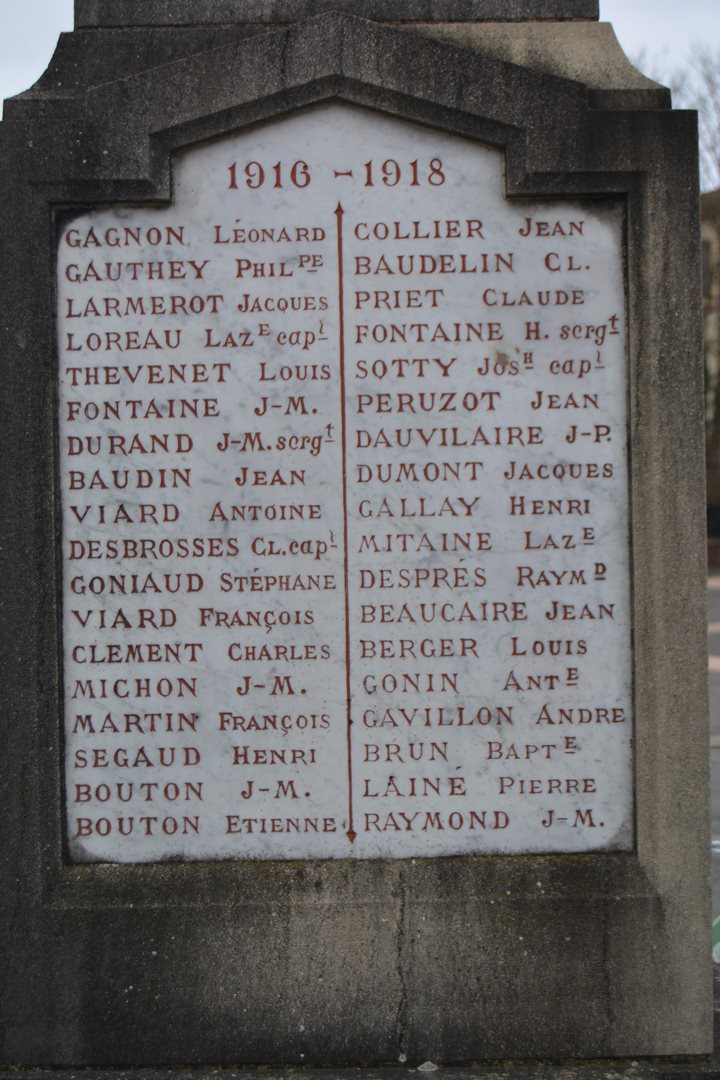 1916 - 1918
GAGNON LÉONARD
GAUTHEY PHILPE
LARMEROT JACQUES
LOREAU LAZE capl
THEVENET LOUIS
FONTAINE J-M.
DURAND J-M. sergt
BAUDIN JEAN
VIARD ANTOINE
DESBROSSES CL. capl
GONIAUD STÉPHANE
VIARD FRANÇOIS
CLEMENT CHARLES
MICHON J-M.
MARTIN FRANÇOIS
SEGAUD HENRI
BOUTON J-M.
BOUTON ETIENNE
COLLIER JEAN
BAUDELIN CL.
PRIET CLAUDE
FONTAINE H. sergt
SOTTY JOSH capl
PERUZOT JEAN
DAUVILAIRE J-P.
DUMONT JACQUES
GALLAY HENRI
MITAINE LAZE
DESPRÉS RAYMD
BEAUCAIRE JEAN
BERGER LOUIS
GONIN ANTE
GAVILLON ANDRE
BRUN BAPTE
LAINÉ PIERRE
RAYMOND J-M.